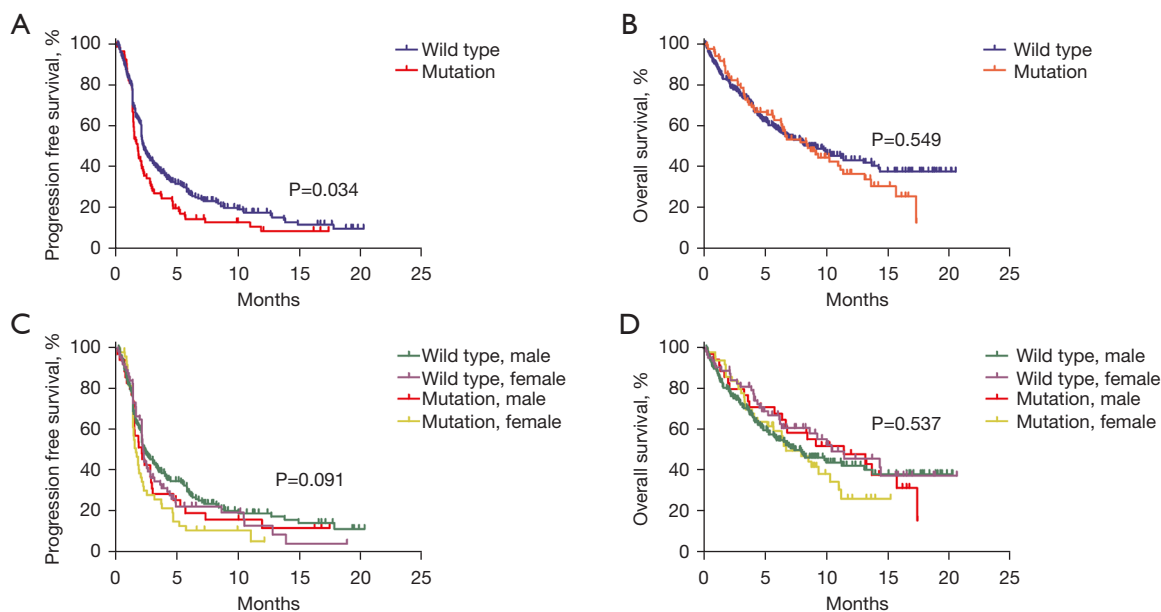 A
Progression free survival, %
100
80
60
40
20
0
Wild type
Mutation
P=0.034
0 5 10 15 20 25
Months
B
Overall survival, %
100
80
60
40
20
0
Wild type
Mutation
P=0.549
0 5 10 15 20 25
Months
C
Progression free survival, %
100
80
60
40
20
0
Wild type, male
Wild type, female
Mutation, male
Mutation, female
P=0.091
0 5 10 15 20 25
Months
D
Overall survival, %
100
80
60
40
20
0
Wild type, male
Wild type, female
Mutation, male
Mutation, female
P=0.537
0 5 10 15 20 25
Months